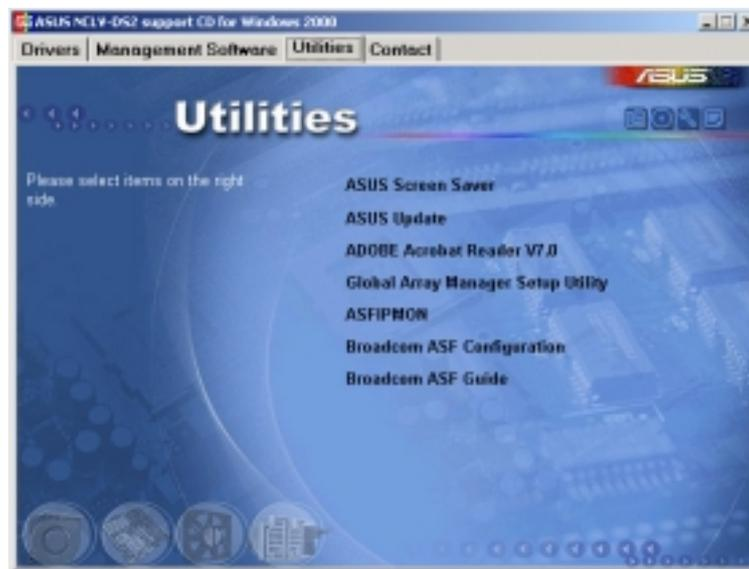 ASUS NCLV-DS2 support CD for Windows 2000
Drivers Management Software Utilities Contact
ASUS
Utilities
Please select items on the right
side.
ASUS Screen Saver
ASUS Update
ADOBE Acrobat Reader V7.0
Global Array Manager Setup Utility
ASFIPMON
Broadcom ASF Configuration
Broadcom ASF Guide